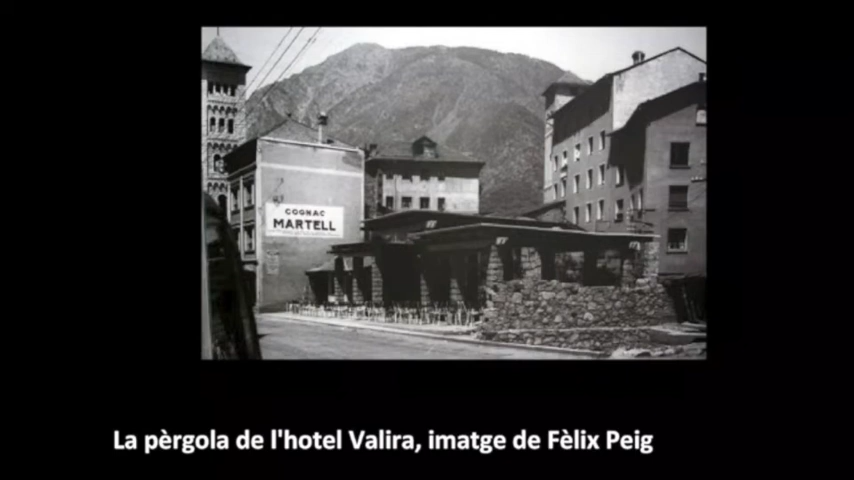 COGNAC
MARTELL
La pèrgola de l'hotel Valira, imatge de Fèlix Peig